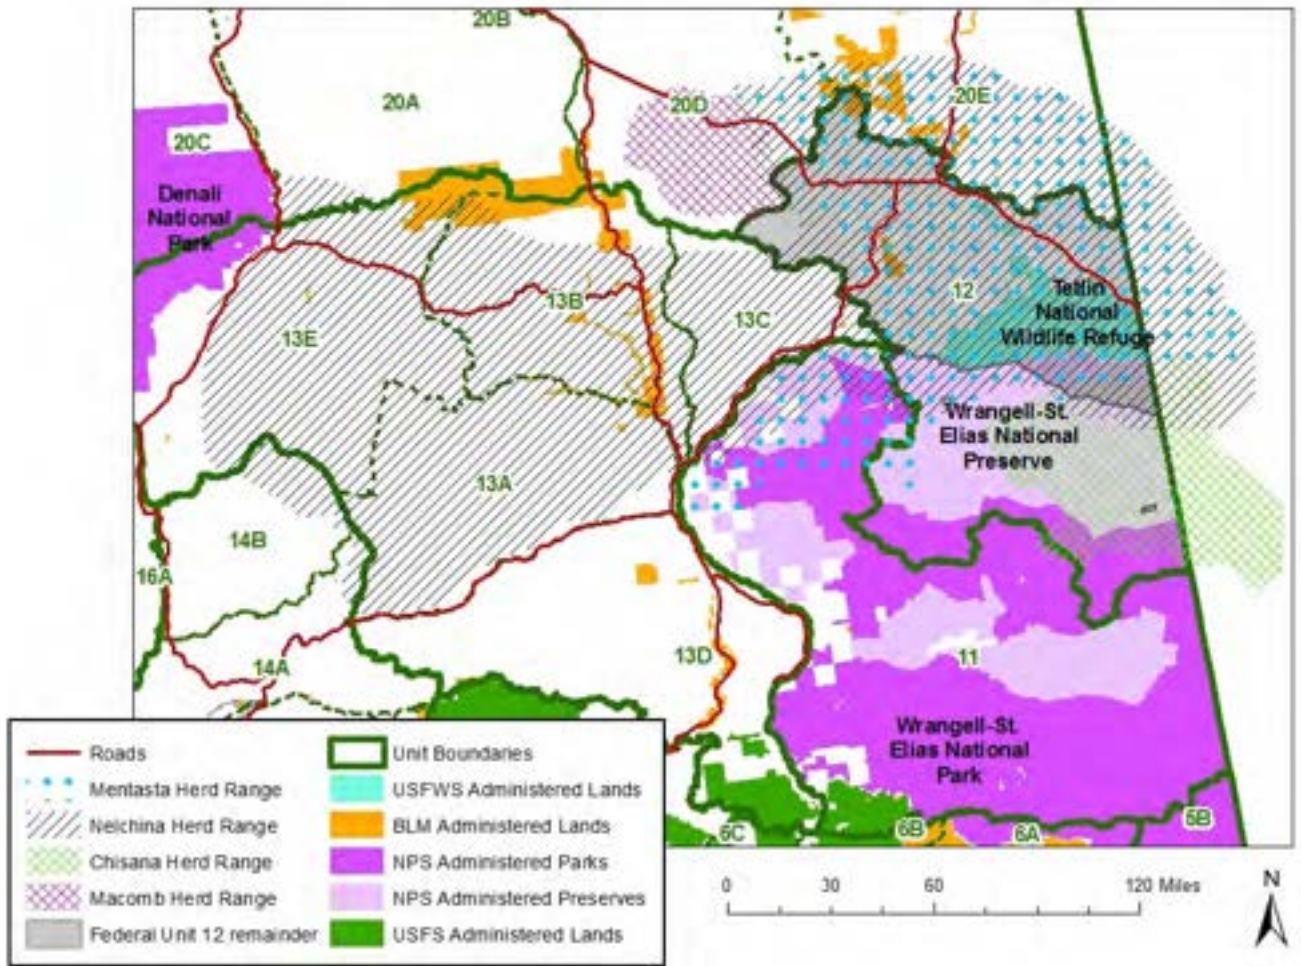 20B
20A
20D
20E
20C
Denali
National
Park
12
Tetlin
National
Wildlife Refuge
13B
13C
13E
Wrangell-St.
Elias National
Preserve
13A
14B
16A
13D
11
14A
Wrangell-St.
Elias National
Park
6C
6B
6A
5B
Roads
Mentasta Herd Range
Nelchina Herd Range
Chisana Herd Range
Macomb Herd Range
Federal Unit 12 remainder
Unit Boundaries
USFWS Administered Lands
BLM Administered Lands
NPS Administered Parks
NPS Administered Preserves
USFS Administered Lands
0 30 60 120 Miles
N